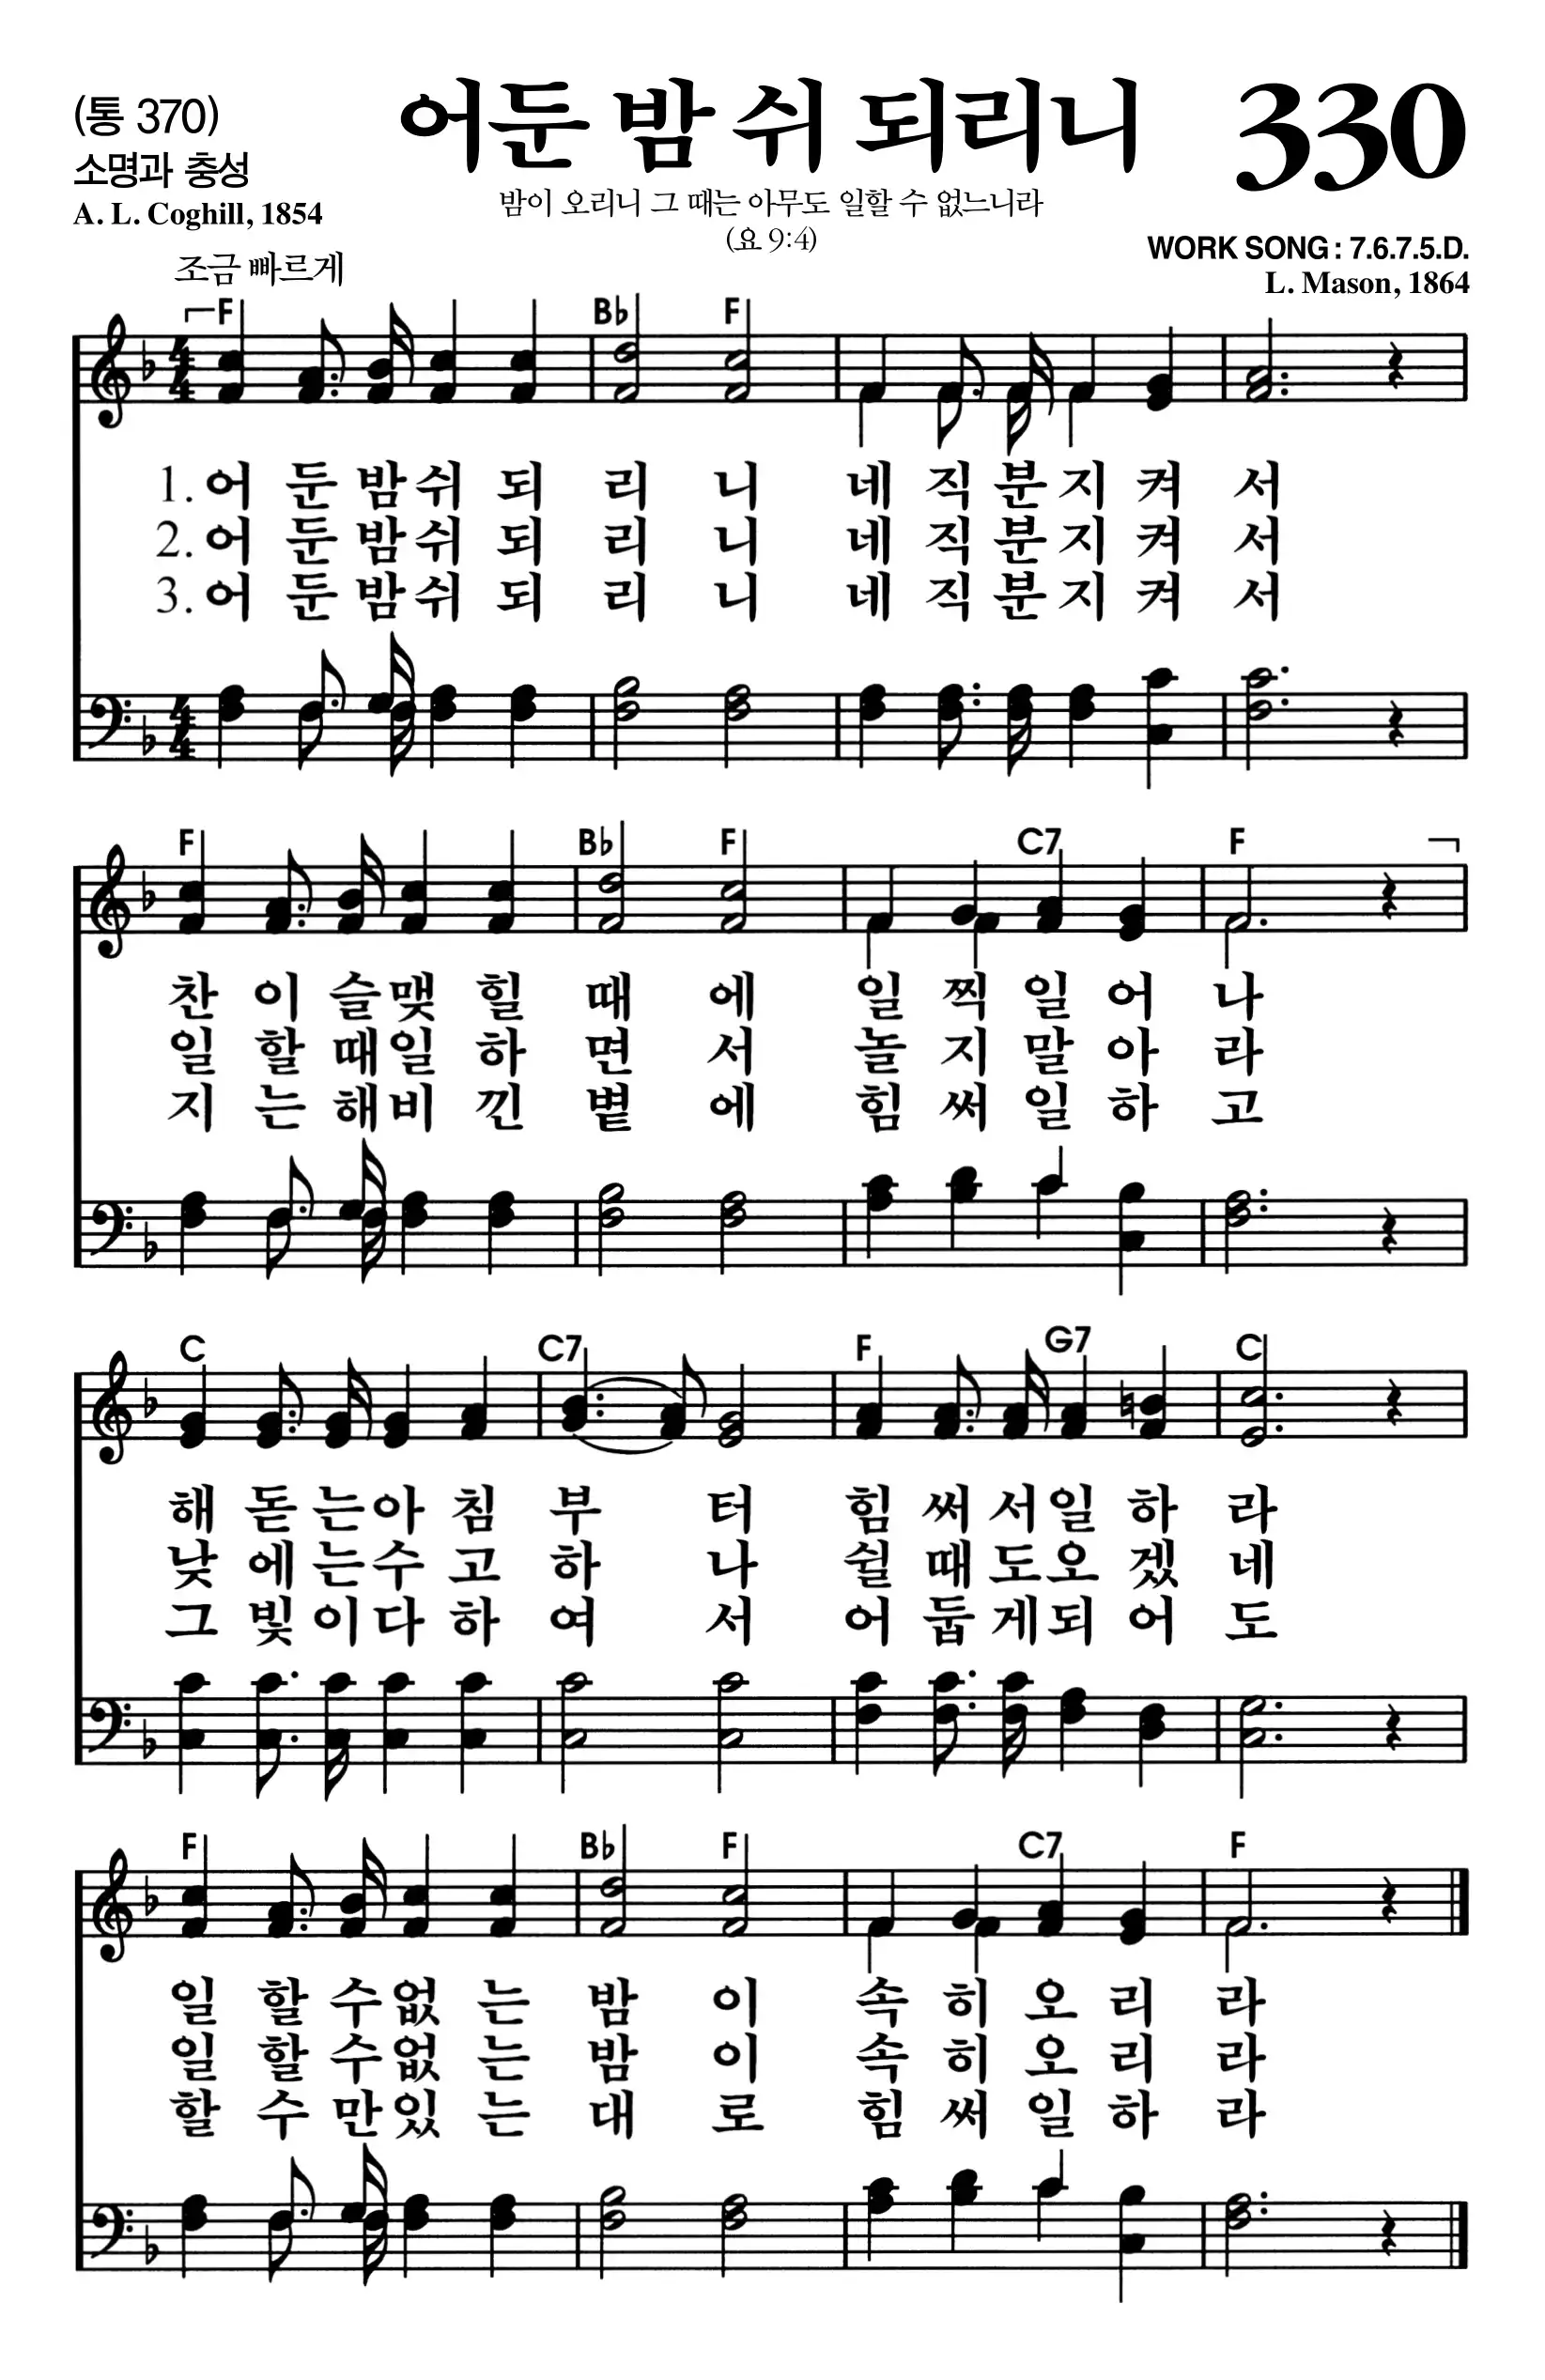 (통 370)
어둔 밤 쉬 되리니
330
소명과 충성
A. L. Coghill, 1854
밤이 오리니 그 때는 아무도 일할 수 없느니라
(요 9:4)
WORK SONG : 7.6.7.5.D.
L. Mason, 1864
조금 빠르게
F B♭ F
1. 어 둔 밤 쉬 되 리 니 네 직 분 지 켜 서
2. 어 둔 밤 쉬 되 리 니 네 직 분 지 켜 서
3. 어 둔 밤 쉬 되 리 니 네 직 분 지 켜 서
F B♭ F C7 F
찬 이 슬 맺 힐 때 에 일 찍 일 어 나
일 할 때 일 하 면 서 놀 지 말 아 라
지 는 해 비 낀 볕 에 힘 써 일 하 고
C C7 F G7 C
해 돋 는 아 침 부 터 힘 써 서 일 하 라
낮 에 는 수 고 하 나 쉴 때 도 오 겠 네
그 빛 이 다 하 여 서 어 둡 게 되 어 도
F B♭ F C7 F
일 할 수 없 는 밤 이 속 히 오 리 라
일 할 수 없 는 밤 이 속 히 오 리 라
할 수 만 있 는 대 로 힘 써 일 하 라